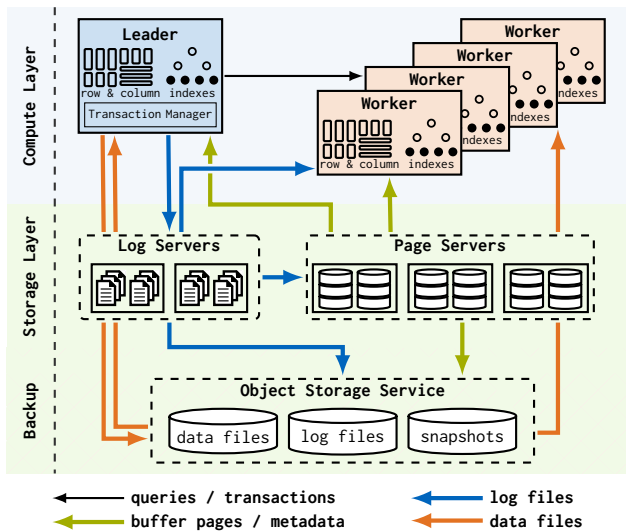 Compute Layer
Leader
row & column indexes
Transaction Manager
Worker
indexes
Worker
indexes
Worker
indexes
Worker
row & column indexes
Storage Layer
Log Servers
Page Servers
Backup
Object Storage Service
data files
log files
snapshots
queries / transactions
log files
buffer pages / metadata
data files